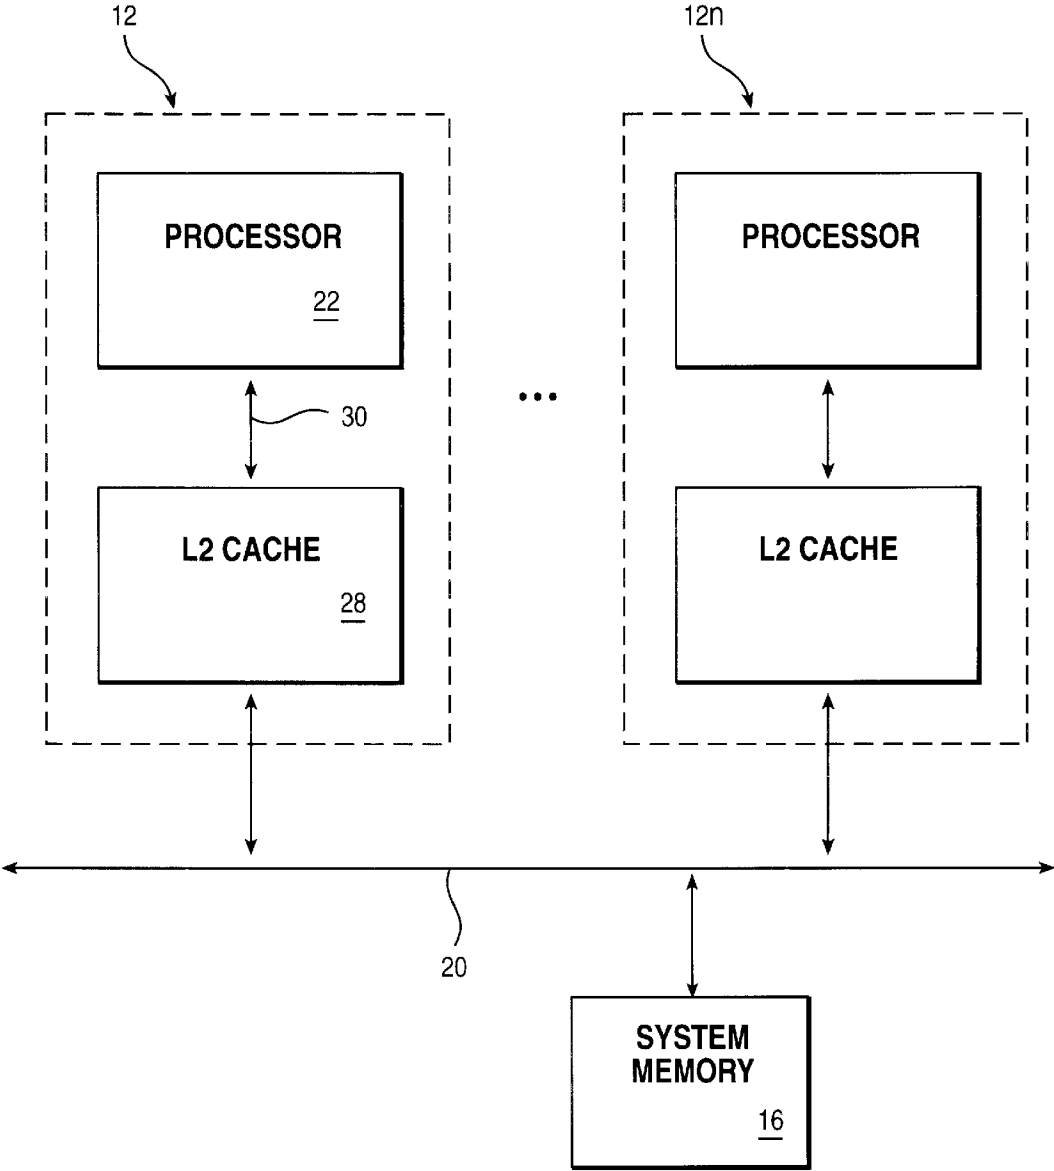 12
12n
PROCESSOR
22
PROCESSOR
...
30
L2 CACHE
28
L2 CACHE
20
SYSTEM
MEMORY
16